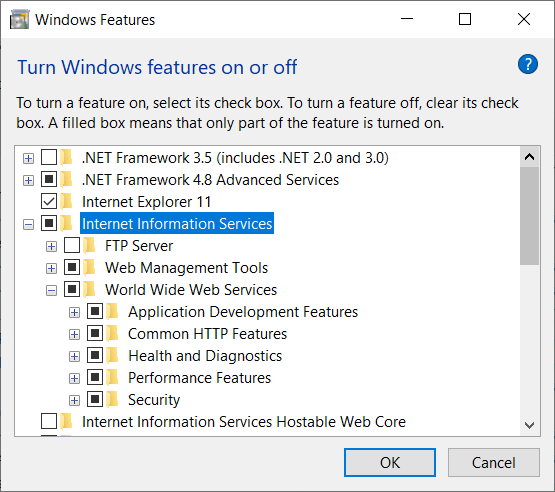 Windows Features
Turn Windows features on or off
?
To turn a feature on, select its check box. To turn a feature off, clear its check
box. A filled box means that only part of the feature is turned on.
.NET Framework 3.5 (includes .NET 2.0 and 3.0)
.NET Framework 4.8 Advanced Services
Internet Explorer 11
Internet Information Services
FTP Server
Web Management Tools
World Wide Web Services
Application Development Features
Common HTTP Features
Health and Diagnostics
Performance Features
Security
Internet Information Services Hostable Web Core
OK
Cancel